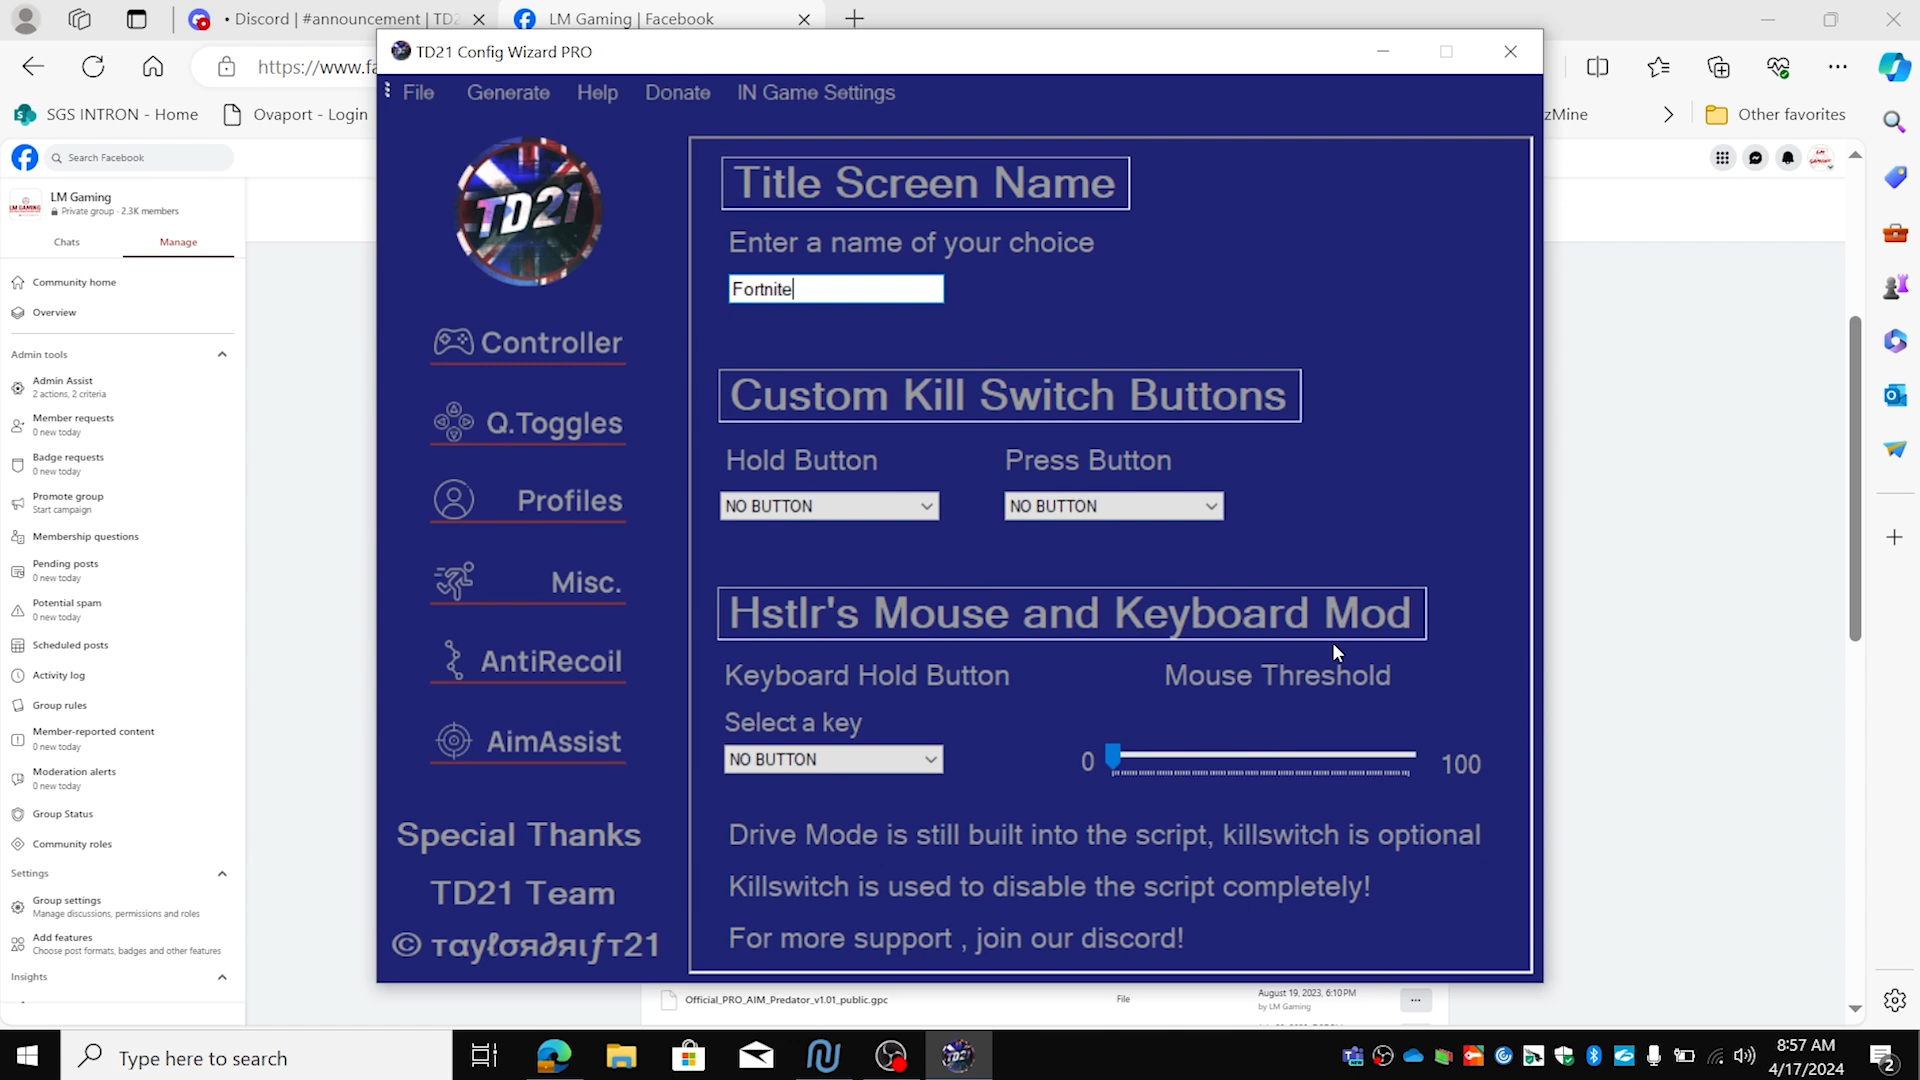 • Discord | #announcement | TD2
LM Gaming | Facebook
TD21 Config Wizard PRO
https://www.fa
SGS INTRON - Home
Ovaport - Login
zMine
Other favorites
File
Generate
Help
Donate
IN Game Settings
Search Facebook
LM Gaming
Private group · 2.3K members
Chats
Manage
Community home
Overview
Admin tools
Admin Assist
2 actions, 2 criteria
Member requests
0 new today
Badge requests
0 new today
Promote group
Start campaign
Membership questions
Pending posts
0 new today
Potential spam
0 new today
Scheduled posts
Activity log
Group rules
Member-reported content
0 new today
Moderation alerts
0 new today
Group Status
Community roles
Settings
Group settings
Manage discussions, permissions and roles
Add features
Choose post formats, badges and other features
Insights
TD21
Controller
Q.Toggles
Profiles
Misc.
AntiRecoil
AimAssist
Special Thanks
TD21 Team
© ταуℓσя∂яιƒт21
Title Screen Name
Enter a name of your choice
Fortnite
Custom Kill Switch Buttons
Hold Button
Press Button
NO BUTTON
NO BUTTON
Hstlr's Mouse and Keyboard Mod
Keyboard Hold Button
Mouse Threshold
Select a key
NO BUTTON
0
100
Drive Mode is still built into the script, killswitch is optional
Killswitch is used to disable the script completely!
For more support , join our discord!
Official_PRO_AIM_Predator_v1.01_public.gpc
File
August 19, 2023, 6:10 PM
by LM Gaming
Type here to search
8:57 AM
4/17/2024
2